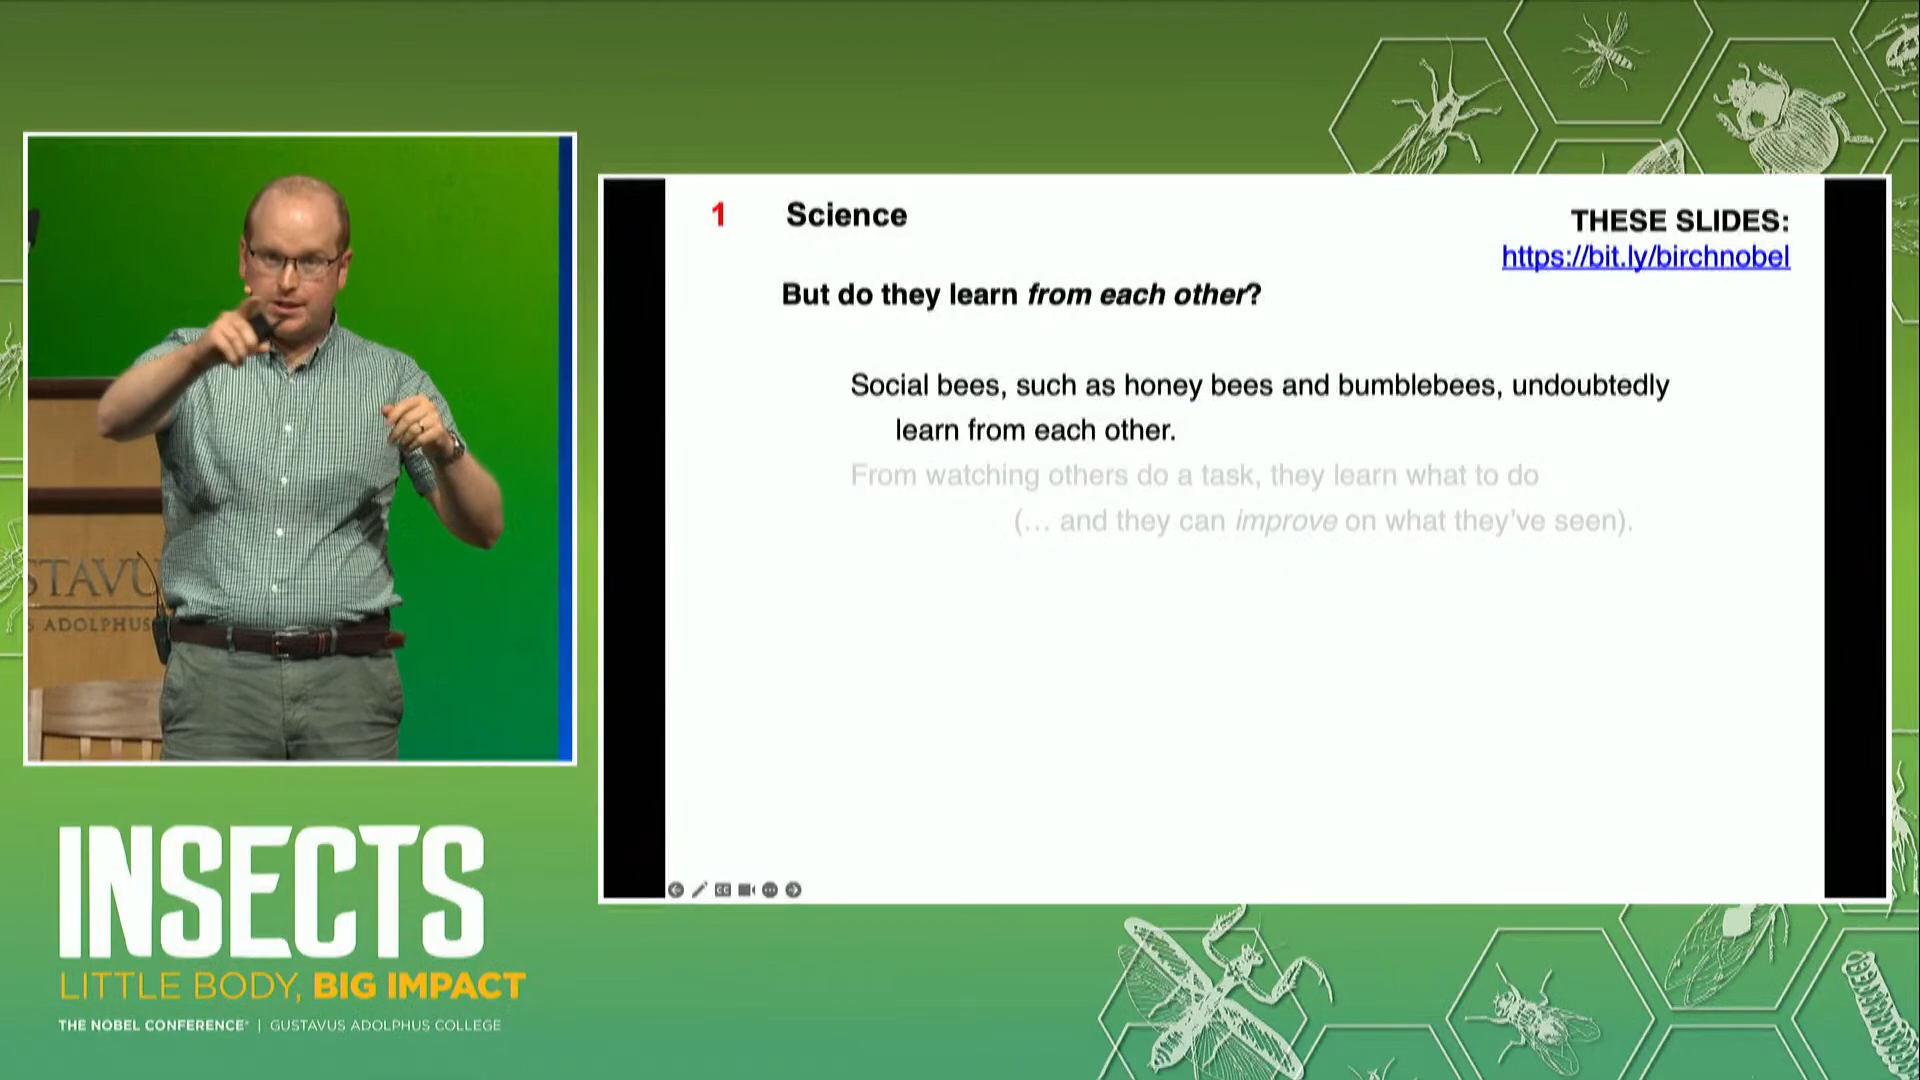 1 Science
THESE SLIDES:
https://bit.ly/birchnobel
But do they learn from each other?
Social bees, such as honey bees and bumblebees, undoubtedly
learn from each other.
From watching others do a task, they learn what to do
(… and they can improve on what they've seen).
STAVU
ADOLPHUS
INSECTS
LITTLE BODY, BIG IMPACT
THE NOBEL CONFERENCE® | GUSTAVUS ADOLPHUS COLLEGE